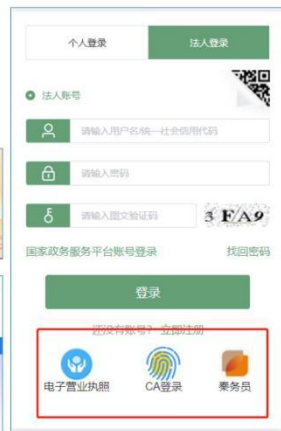 个人登录
法人登录
法人账号
请输入用户名/统一社会信用代码
请输入密码
请输入图文验证码
3 FA9
国家政务服务平台账号登录
找回密码
登录
还没有账号？ 立即注册
电子营业执照
CA登录
秦务员